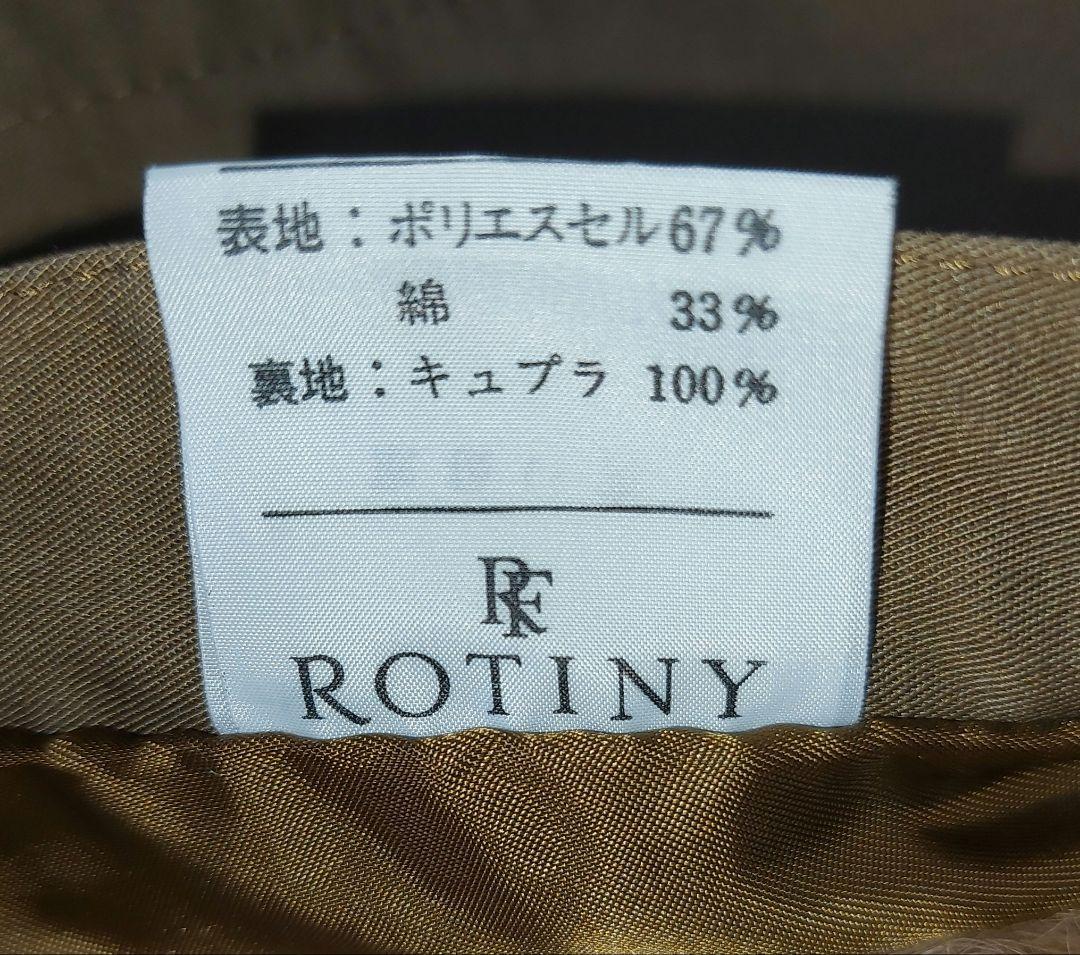 表地：ポリエスセル67%
綿 33%
裏地：キュプラ 100%
RF
ROTINY